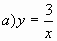 a) y = 3/x